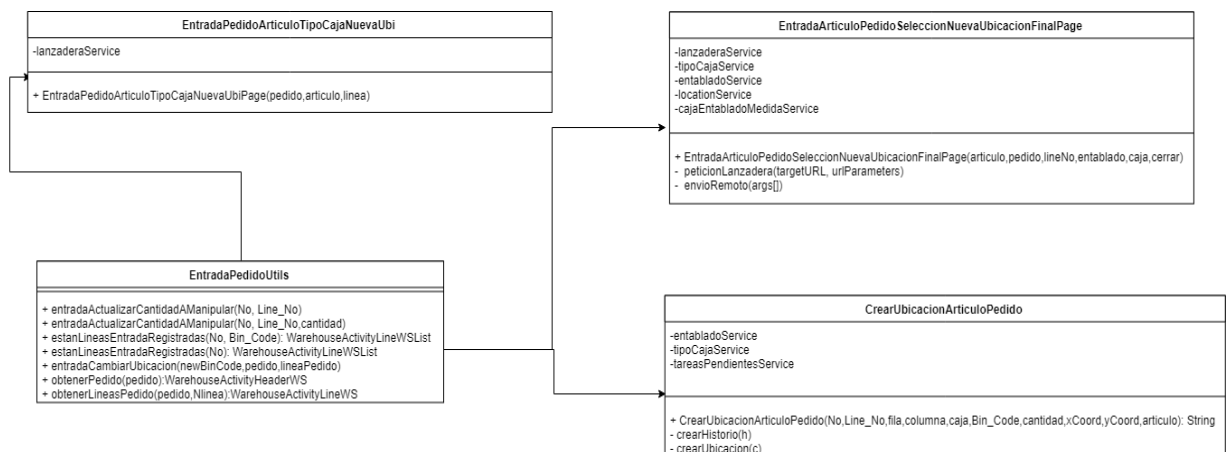 EntradaPedidoArticuloTipoCajaNuevaUbi
-lanzaderaService
+ EntradaPedidoArticuloTipoCajaNuevaUbiPage(pedido,articulo,linea)
EntradaArticuloPedidoSeleccionNuevaUbicacionFinalPage
-lanzaderaService
-tipoCajaService
-entabladoService
-locationService
-cajaEntabladoMedidaService
+ EntradaArticuloPedidoSeleccionNuevaUbicacionFinalPage(articulo,pedido,lineNo,entablado,caja,cerrar)
- peticionLanzadera(targetURL, urlParameters)
- envioRemoto(args[])
EntradaPedidoUtils
+ entradaActualizarCantidadAManipular(No, Line_No)
+ entradaActualizarCantidadAManipular(No, Line_No,cantidad)
+ estanLineasEntradaRegistradas(No, Bin_Code): WarehouseActivityLineWSList
+ estanLineasEntradaRegistradas(No): WarehouseActivityLineWSList
+ entradaCambiarUbicacion(newBinCode,pedido,lineaPedido)
+ obtenerPedido(pedido):WarehouseActivityHeaderWS
+ obtenerLineasPedido(pedido,Nlinea):WarehouseActivityLineWS
CrearUbicacionArticuloPedido
-entabladoService
-tipoCajaService
-tareasPendientesService
+ CrearUbicacionArticuloPedido(No,Line_No,fila,columna,caja,Bin_Code,cantidad,xCoord,yCoord,articulo): String
- crearHistorio(h)
- crearUbicacion(c)